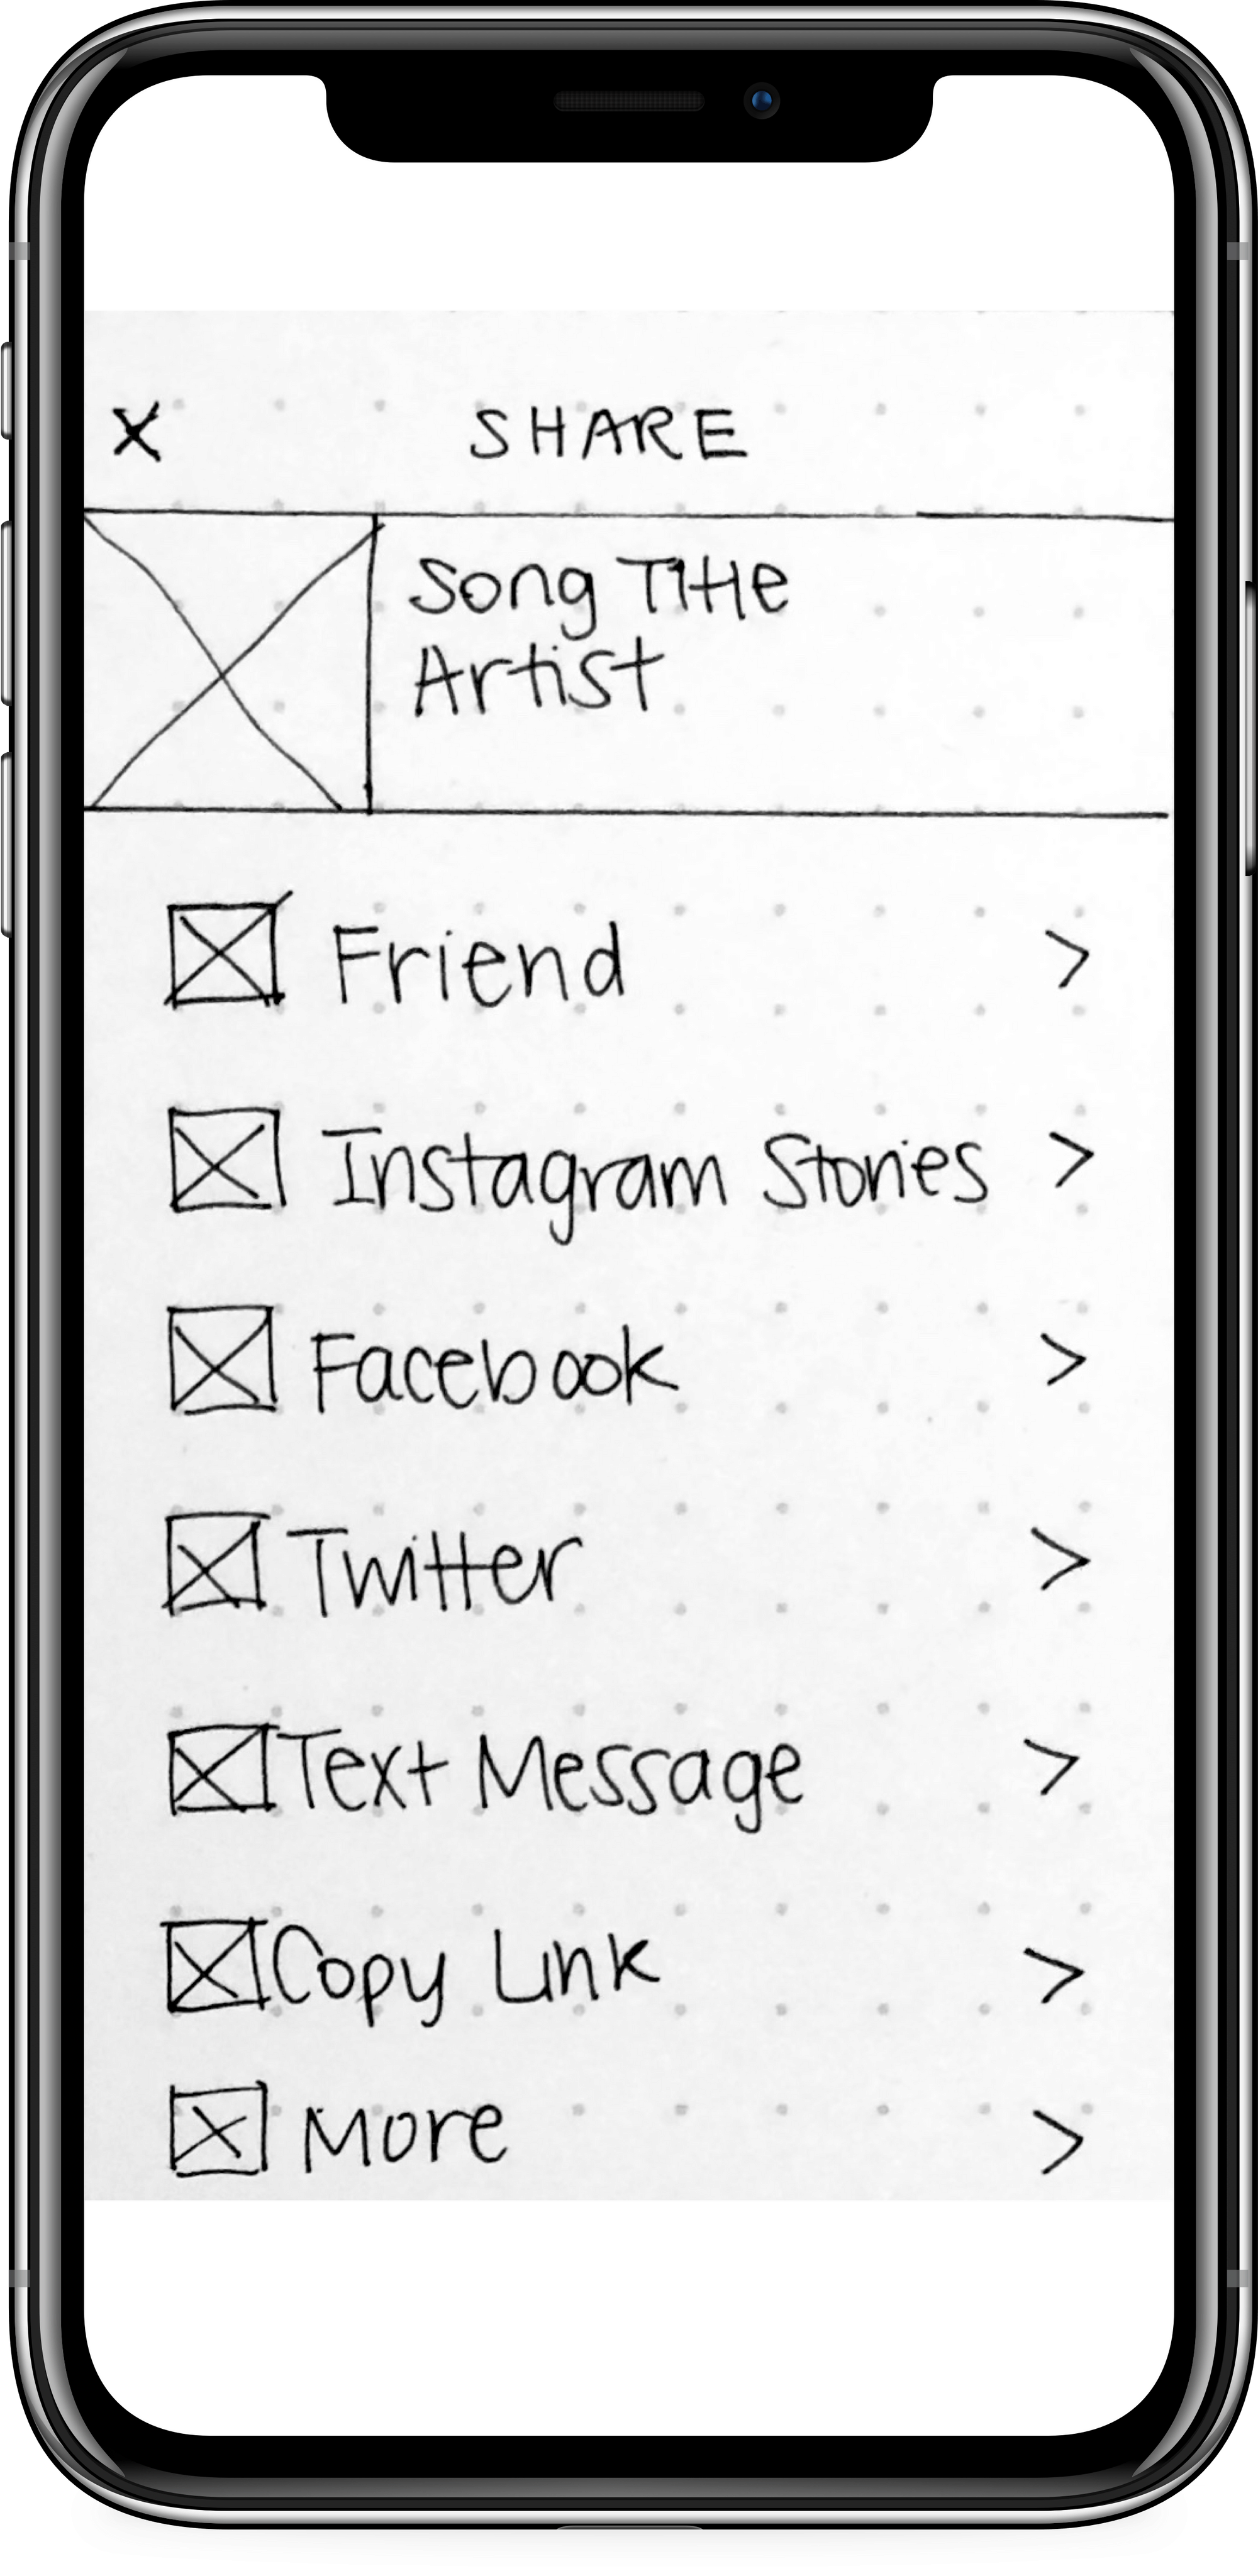 X SHARE
Song Title
Artist
Friend >
Instagram Stories >
Facebook >
Twitter >
Text Message >
Copy Link >
More >